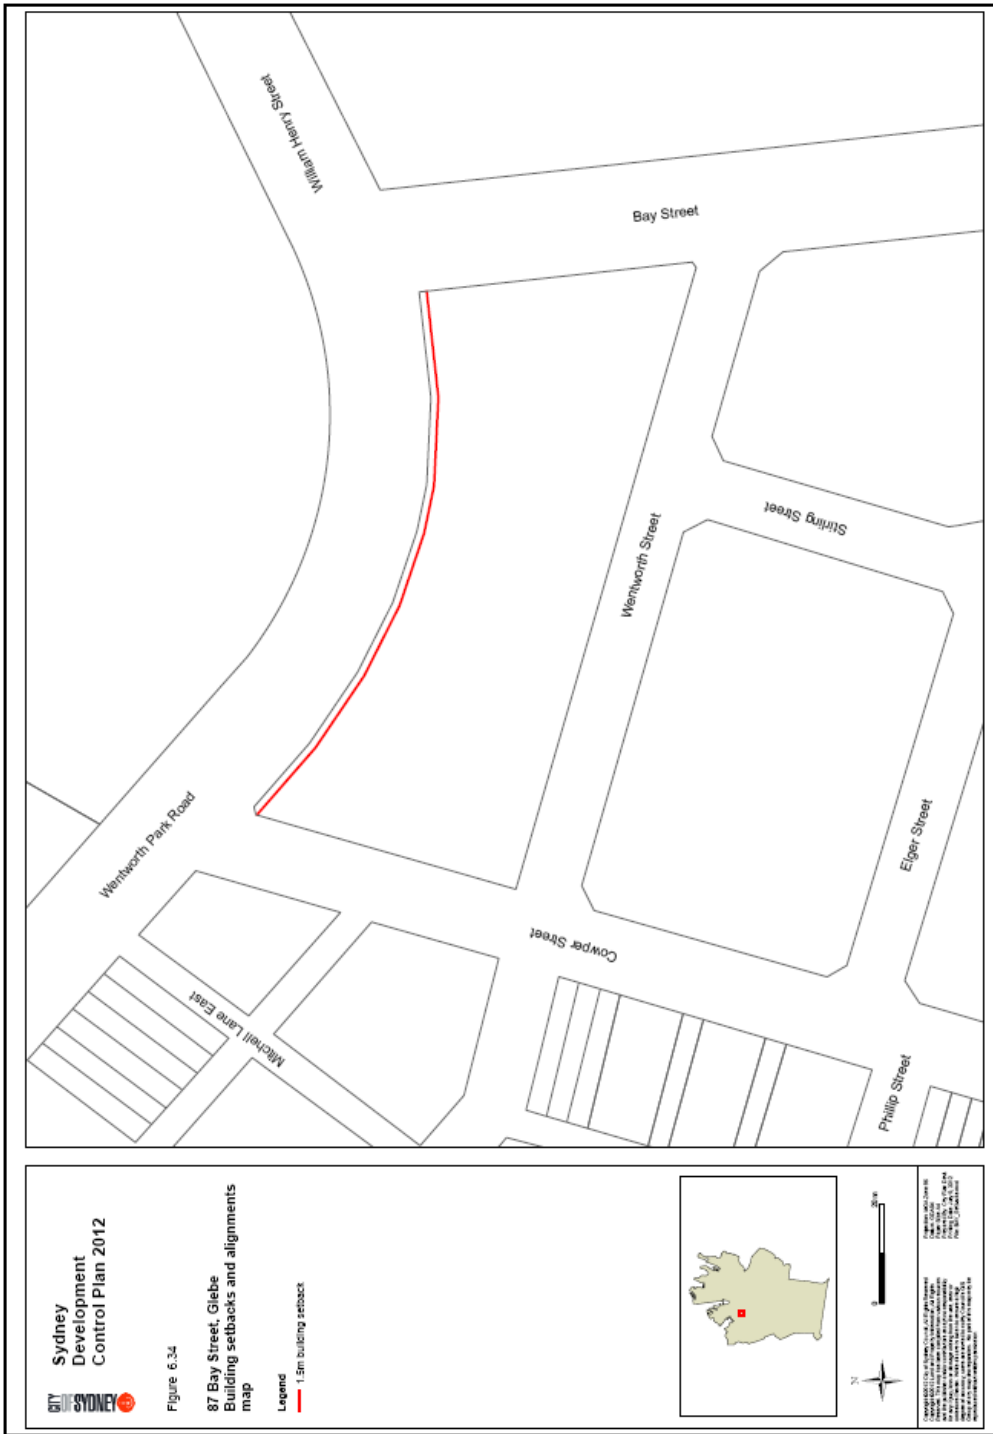 William Henry Street
Bay Street
Wentworth Street
Stirling Street
Wentworth Park Road
Elger Street
Cowper Street
Mitchell Lane East
Phillip Street
Sydney
Development
Control Plan 2012
CITY OF SYDNEY
Figure 6.34
87 Bay Street, Glebe
Building setbacks and alignments
map
Legend
1.5m building setback
N
0